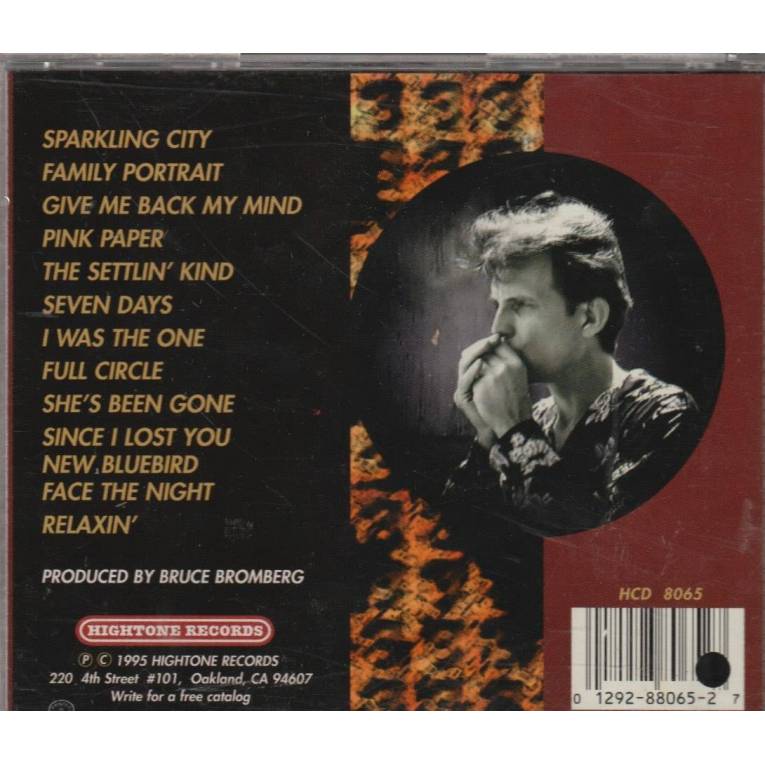 SPARKLING CITY
FAMILY PORTRAIT
GIVE ME BACK MY MIND
PINK PAPER
THE SETTLIN' KIND
SEVEN DAYS
I WAS THE ONE
FULL CIRCLE
SHE'S BEEN GONE
SINCE I LOST YOU
NEW BLUEBIRD
FACE THE NIGHT
RELAXIN'
PRODUCED BY BRUCE BROMBERG
HIGHTONE RECORDS
℗ © 1995 HIGHTONE RECORDS
220 4th Street #101, Oakland, CA 94607
Write for a free catalog
HCD 8065
0 1292-88065-2 7